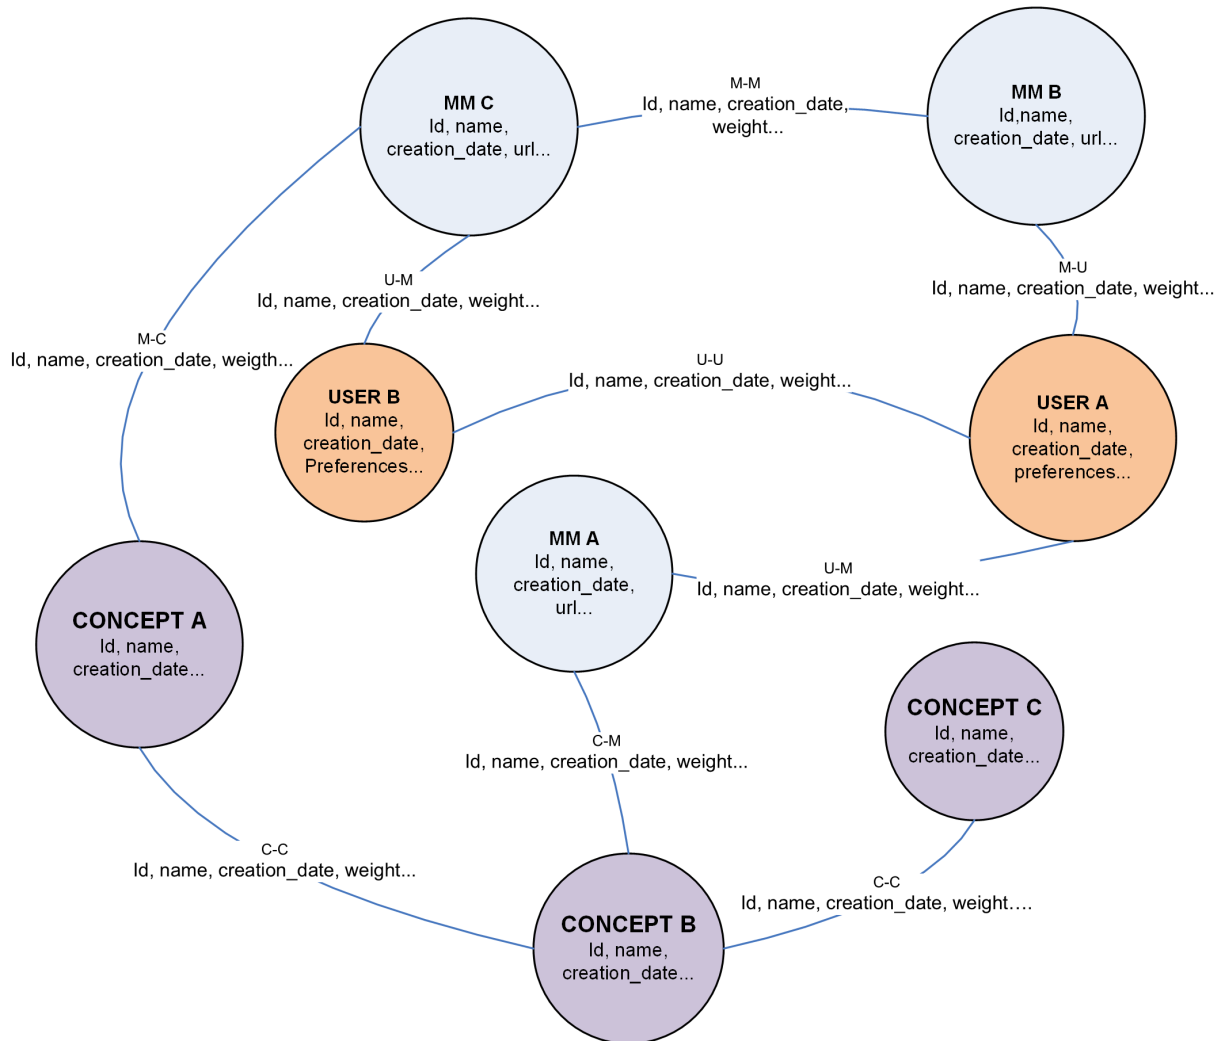 MM C
Id, name,
creation_date, url...
M-M
Id, name, creation_date,
weight...
MM B
Id,name,
creation_date, url...
U-M
Id, name, creation_date, weight...
M-U
Id, name, creation_date, weight...
M-C
Id, name, creation_date, weigth...
USER B
Id, name,
creation_date,
Preferences...
U-U
Id, name, creation_date, weight...
USER A
Id, name,
creation_date,
preferences...
MM A
Id, name,
creation_date,
url...
U-M
Id, name, creation_date, weight...
CONCEPT A
Id, name,
creation_date...
CONCEPT C
Id, name,
creation_date...
C-M
Id, name, creation_date, weight...
C-C
Id, name, creation_date, weight...
C-C
Id, name, creation_date, weight....
CONCEPT B
Id, name,
creation_date...